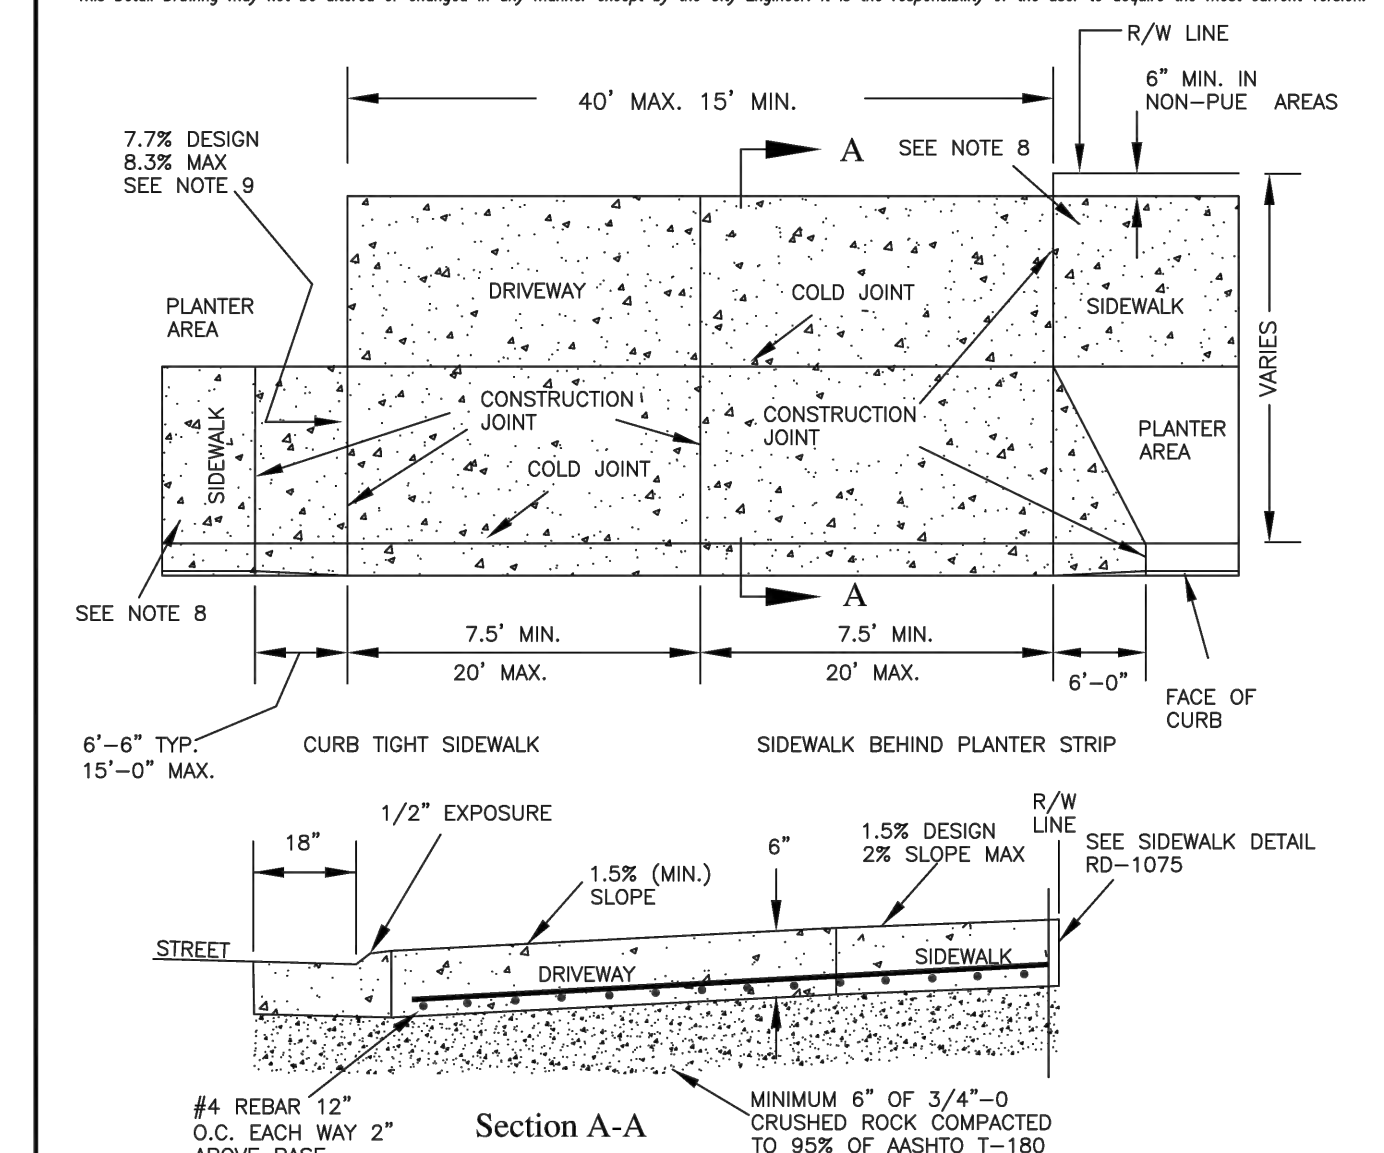 This Detail Drawing may not be altered or changed in any manner except by the City Engineer. It is the responsibility of the user to acquire the most current version.
R/W LINE
6" MIN. IN
NON-PUE AREAS
40' MAX. 15' MIN.
7.7% DESIGN
8.3% MAX
SEE NOTE 9
A
SEE NOTE 8
PLANTER
AREA
DRIVEWAY
COLD JOINT
SIDEWALK
VARIES
SIDEWALK
CONSTRUCTION
JOINT
CONSTRUCTION
JOINT
PLANTER
AREA
COLD JOINT
SEE NOTE 8
A
7.5' MIN.
20' MAX.
7.5' MIN.
20' MAX.
6'-0"
FACE OF
CURB
6'-6" TYP.
15'-0" MAX.
CURB TIGHT SIDEWALK
SIDEWALK BEHIND PLANTER STRIP
1/2" EXPOSURE
18"
1.5% (MIN.)
SLOPE
6"
1.5% DESIGN
2% SLOPE MAX
R/W
LINE
SEE SIDEWALK DETAIL
RD-1075
STREET
DRIVEWAY
SIDEWALK
#4 REBAR 12"
O.C. EACH WAY 2"
ABOVE BASE
Section A-A
MINIMUM 6" OF 3/4"-0
CRUSHED ROCK COMPACTED
TO 95% OF AASHTO T-180